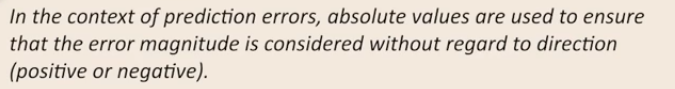 In the context of prediction errors, absolute values are used to ensure
that the error magnitude is considered without regard to direction
(positive or negative).